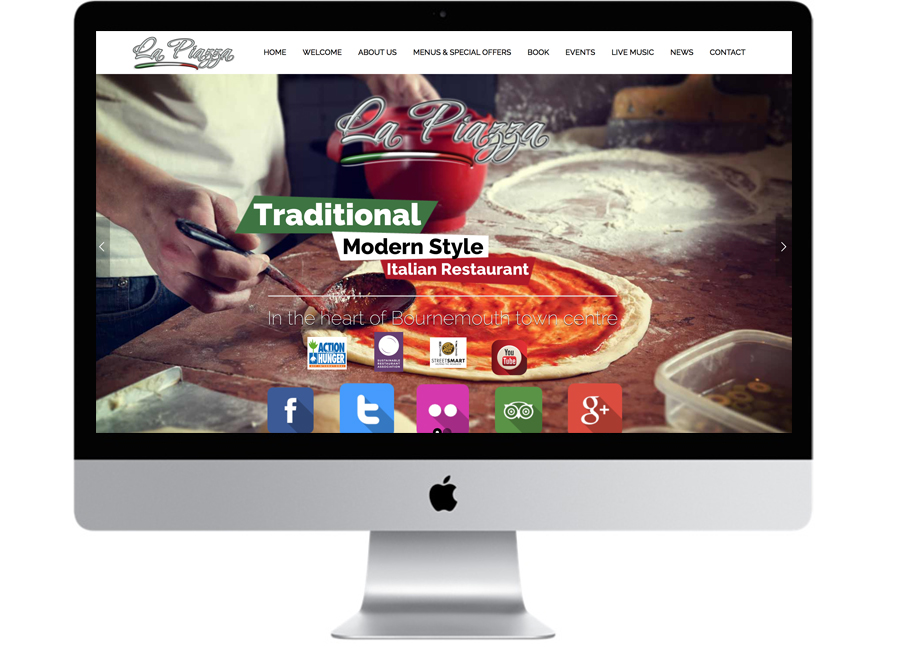 La Piazza
HOME WELCOME ABOUT US MENUS & SPECIAL OFFERS BOOK EVENTS LIVE MUSIC NEWS CONTACT
La Piazza
Traditional
Modern Style
Italian Restaurant
In the heart of Bournemouth town centre
ACTION
HUNGER
SUSTAINABLE
RESTAURANT
ASSOCIATION
STREETSMART
You
Tube
f
t
g+